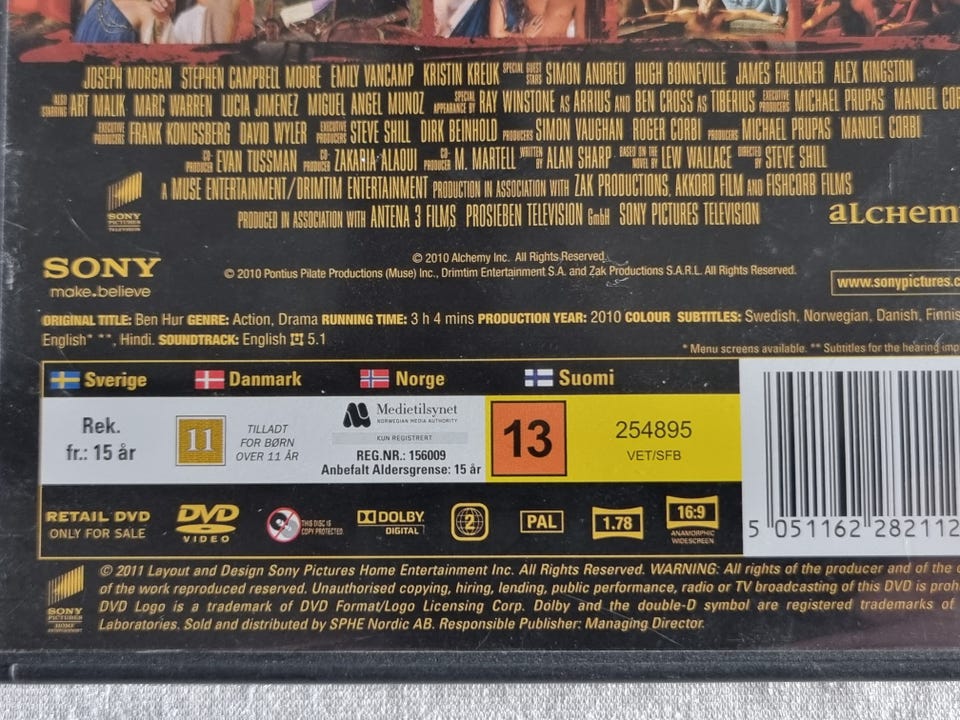 JOSEPH MORGAN STEPHEN CAMPBELL MOORE EMILY VANCAMP KRISTIN KREUK SPECIAL GUEST STARS SIMON ANDREU HUGH BONNEVILLE JAMES FAULKNER ALEX KINGSTON
ALSO STARRING ART MALIK MARC WARREN LUCIA JIMENEZ MIGUEL ANGEL MUNOZ SPECIAL APPEARANCE BY RAY WINSTONE AS ARRIUS AND BEN CROSS AS TIBERIUS EXECUTIVE PRODUCERS MICHAEL PRUPAS MANUEL COR
EXECUTIVE PRODUCERS FRANK KONIGSBERG DAVID WYLER EXECUTIVE PRODUCERS STEVE SHILL DIRK BEINHOLD PRODUCERS SIMON VAUGHAN ROGER CORBI PRODUCERS MICHAEL PRUPAS MANUEL CORBI
CO-PRODUCER EVAN TUSSMAN CO-PRODUCER ZAKARIA ALAOUI CO-PRODUCER M. MARTELL WRITTEN BY ALAN SHARP BASED ON THE NOVEL BY LEW WALLACE DIRECTED BY STEVE SHILL
A MUSE ENTERTAINMENT/DRIMTIM ENTERTAINMENT PRODUCTION IN ASSOCIATION WITH ZAK PRODUCTIONS, AKKORD FILM AND FISHCORB FILMS
PRODUCED IN ASSOCIATION WITH ANTENA 3 FILMS PROSIEBEN TELEVISION GmbH SONY PICTURES TELEVISION
SONY PICTURES TELEVISION
aLCHEM
SONY
make.believe
© 2010 Alchemy Inc. All Rights Reserved.
© 2010 Pontius Pilate Productions (Muse) Inc., Drimtim Entertainment S.A. and Zak Productions S.A.R.L. All Rights Reserved.
www.sonypictures.c
ORIGINAL TITLE: Ben Hur GENRE: Action, Drama RUNNING TIME: 3 h 4 mins PRODUCTION YEAR: 2010 COLOUR SUBTITLES: Swedish, Norwegian, Danish, Finnis
English* **, Hindi. SOUNDTRACK: English 5.1
* Menu screens available. ** Subtitles for the hearing imp
Sverige Danmark Norge Suomi
Rek.
fr.: 15 år
11
TILLADT
FOR BØRN
OVER 11 ÅR
Medietilsynet
NORWEGIAN MEDIA AUTHORITY
KUN REGISTRERT
REG.NR.: 156009
Anbefalt Aldersgrense: 15 år
13
254895
VET/SFB
RETAIL DVD
ONLY FOR SALE
DVD
VIDEO
THIS DISC IS
COPY PROTECTED
DOLBY
DIGITAL
2
PAL
1.78
16:9
ANAMORPHIC
WIDESCREEN
5 051162 282112
SONY
PICTURES
HOME
ENTERTAINMENT
© 2011 Layout and Design Sony Pictures Home Entertainment Inc. All Rights Reserved. WARNING: All rights of the producer and of the
of the work reproduced reserved. Unauthorised copying, hiring, lending, public performance, radio or TV broadcasting of this DVD is proh
DVD Logo is a trademark of DVD Format/Logo Licensing Corp. Dolby and the double-D symbol are registered trademarks of
Laboratories. Sold and distributed by SPHE Nordic AB. Responsible Publisher: Managing Director.